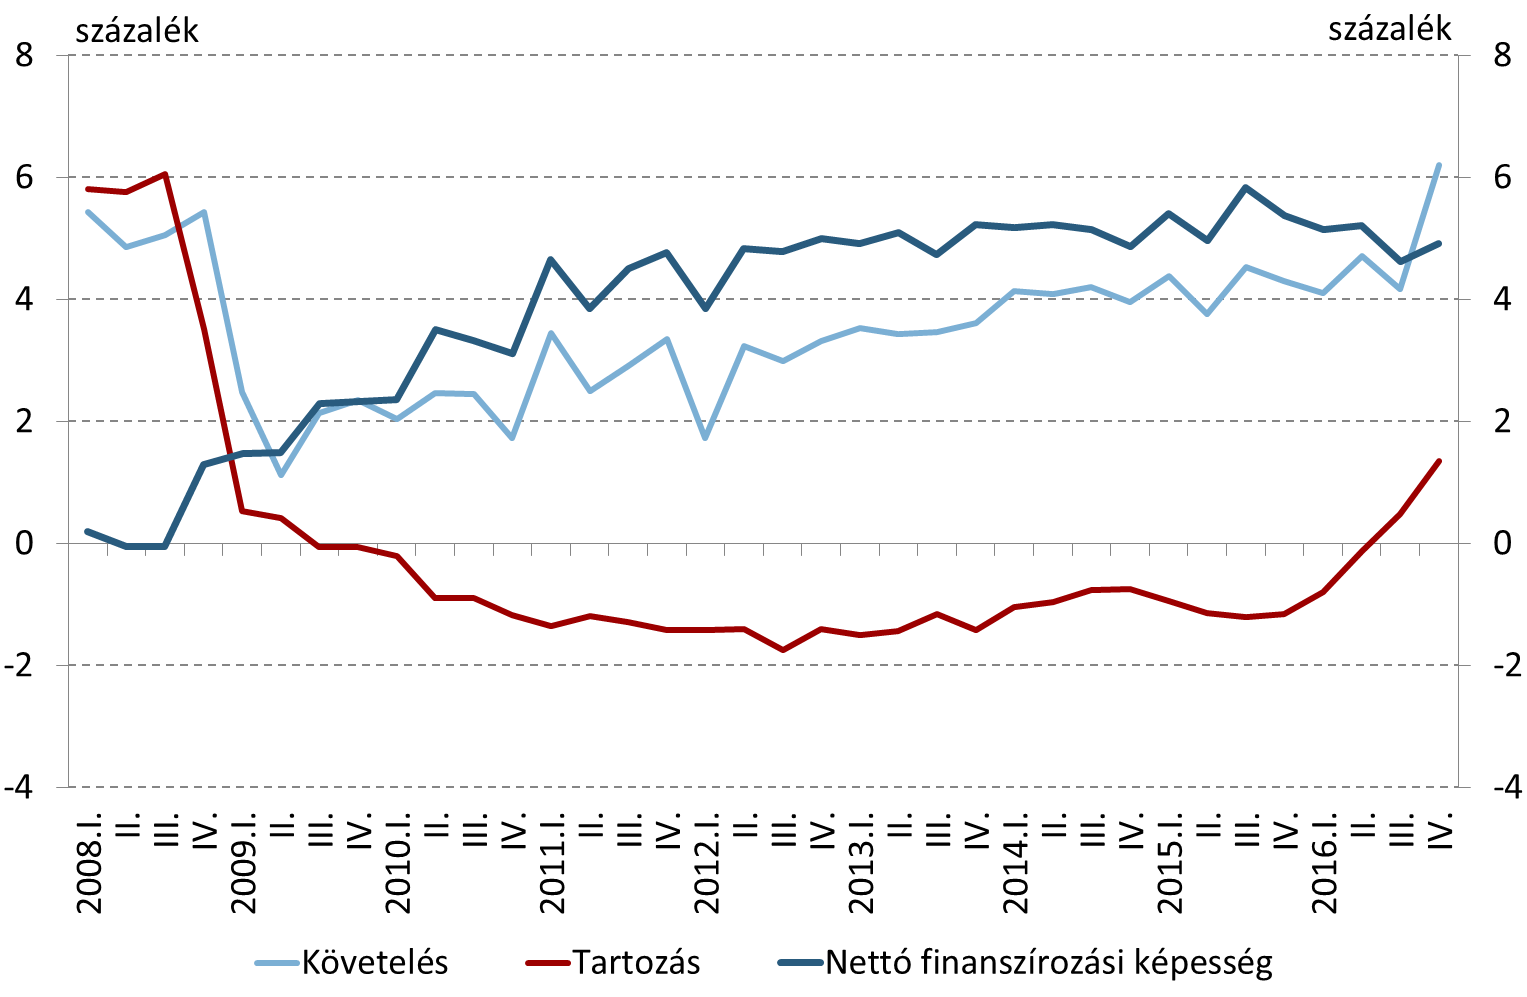 százalék
százalék
8
8
6
6
4
4
2
2
0
0
-2
-2
-4
-4
2008.I.
II.
III.
IV.
2009.I.
II.
III.
IV.
2010.I.
II.
III.
IV.
2011.I.
II.
III.
IV.
2012.I.
II.
III.
IV.
2013.I.
II.
III.
IV.
2014.I.
II.
III.
IV.
2015.I.
II.
III.
IV.
2016.I.
II.
III.
IV.
Követelés
Tartozás
Nettó finanszírozási képesség